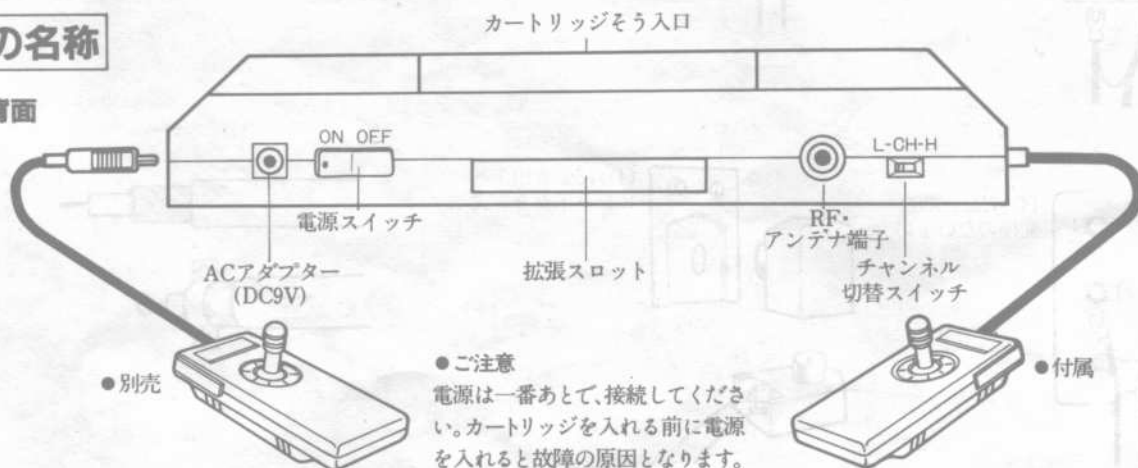 カートリッジそう入口
の名称
背面
ON OFF
L-CH-H
電源スイッチ
RF・
アンテナ端子
ACアダプター
(DC9V)
拡張スロット
チャンネル
切替スイッチ
●別売
●ご注意
電源は一番あとで、接続してくださ
い。カートリッジを入れる前に電源
を入れると故障の原因となります。
●付属